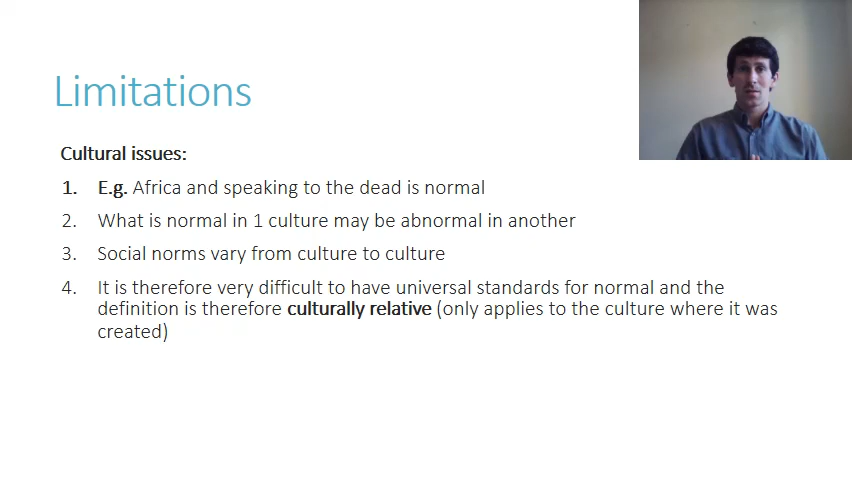 Limitations
Cultural issues:
1. E.g. Africa and speaking to the dead is normal
2. What is normal in 1 culture may be abnormal in another
3. Social norms vary from culture to culture
4. It is therefore very difficult to have universal standards for normal and the
definition is therefore culturally relative (only applies to the culture where it was
created)